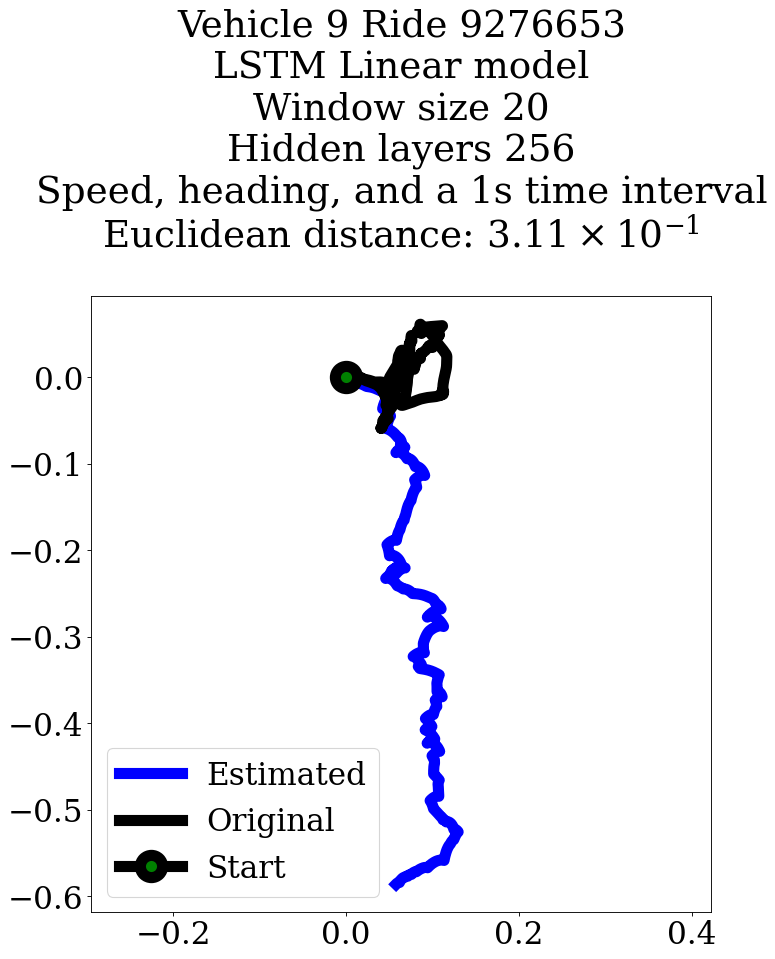 Vehicle 9 Ride 9276653
LSTM Linear model
Window size 20
Hidden layers 256
Speed, heading, and a 1s time interval
Euclidean distance: 3.11 × 10⁻¹
0.0
−0.1
−0.2
−0.3
−0.4
−0.5
−0.6
Estimated
Original
Start
−0.2
0.0
0.2
0.4